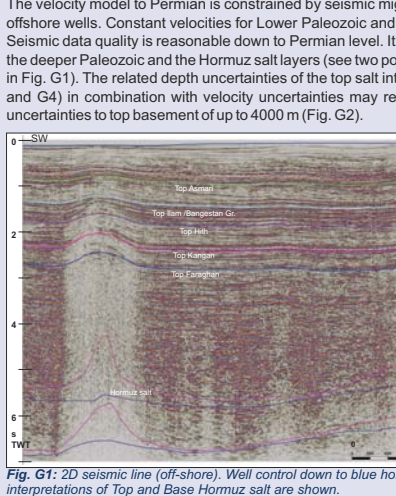 The velocity model to Permian is constrained by seismic mig
offshore wells. Constant velocities for Lower Paleozoic and
Seismic data quality is reasonable down to Permian level. It
the deeper Paleozoic and the Hormuz salt layers (see two po
in Fig. G1). The related depth uncertainties of the top salt int
and G4) in combination with velocity uncertainties may re
uncertainties to top basement of up to 4000 m (Fig. G2).
0
SW
Top Asmari
Top Ilam /Bangestan Gr.
2
Top Hith
Top Kangan
Top Faraghan
4
Hormuz salt
6
s
TWT
0
Fig. G1: 2D seismic line (off-shore). Well control down to blue ho
interpretations of Top and Base Hormuz salt are shown.